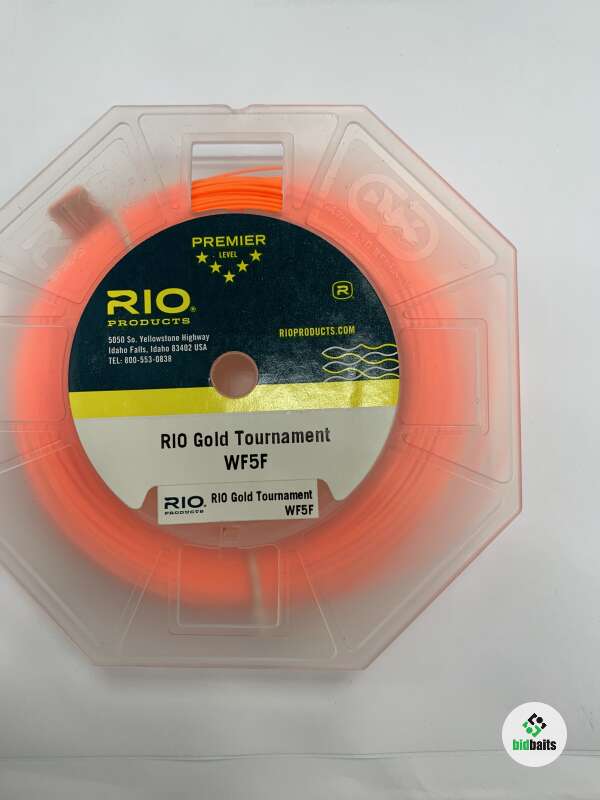 PREMIER
LEVEL
RIO®
PRODUCTS
5050 So. Yellowstone Highway
Idaho Falls, Idaho 83402 USA
TEL: 800-553-0838
R
RIOPRODUCTS.COM
RIO Gold Tournament
WF5F
RIO®
PRODUCTS
RIO Gold Tournament
WF5F
bidbaits